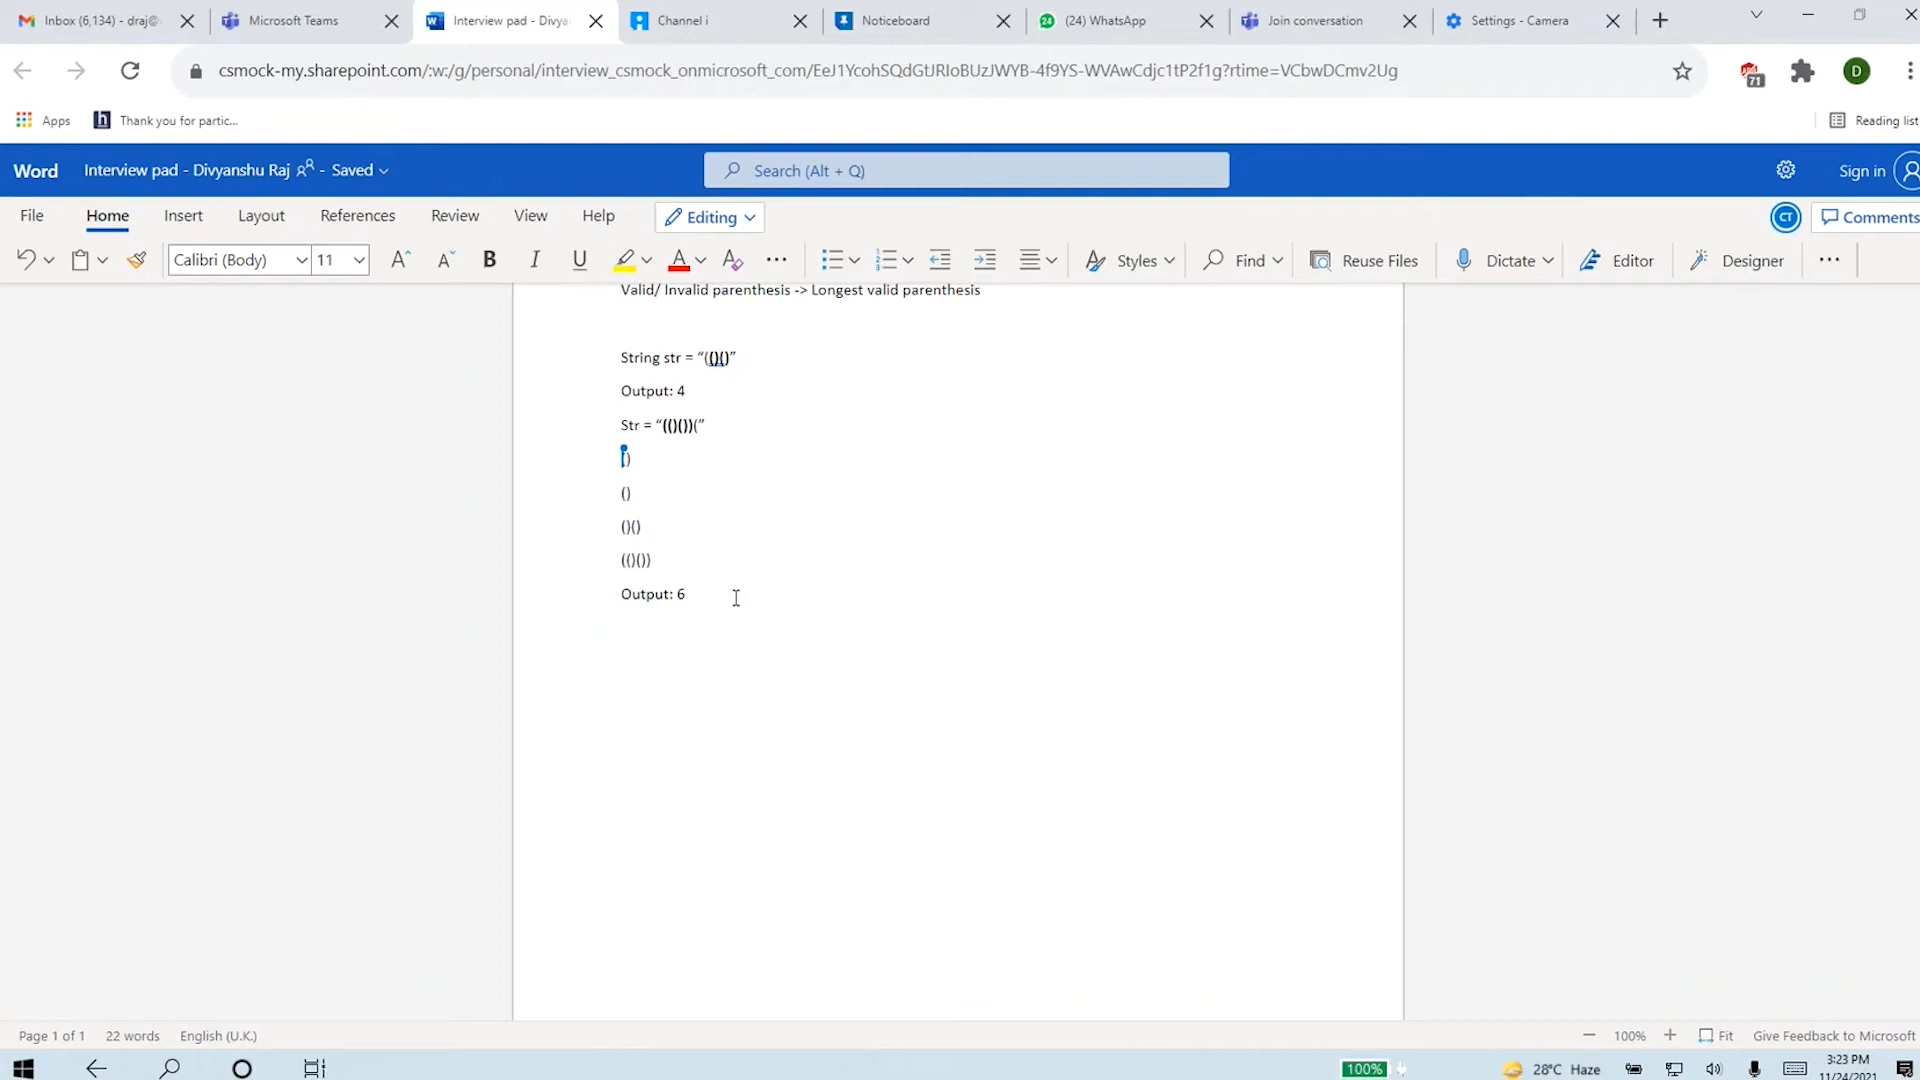 Inbox (6,134) - draj@
Microsoft Teams
Interview pad - Divya
Channel i
Noticeboard
(24) WhatsApp
Join conversation
Settings - Camera
csmock-my.sharepoint.com/:w:/g/personal/interview_csmock_onmicrosoft_com/EeJ1YcohSQdGtJRIoBUzJWYB-4f9YS-WVAwCdjc1tP2f1g?rtime=VCbwDCmv2Ug
71
D
Apps
Thank you for partic...
Reading list
Word
Interview pad - Divyanshu Raj - Saved
Search (Alt + Q)
Sign in
File
Home
Insert
Layout
References
Review
View
Help
Editing
CT
Comments
Calibri (Body)
11
B
I
U
Styles
Find
Reuse Files
Dictate
Editor
Designer
Valid/ Invalid parenthesis -> Longest valid parenthesis
String str = “(()()”
Output: 4
Str = “(()())(”
()
()
()()
(()())
Output: 6
Page 1 of 1
22 words
English (U.K.)
100%
Fit
Give Feedback to Microsoft
100%
28°C Haze
3:23 PM
11/24/2021